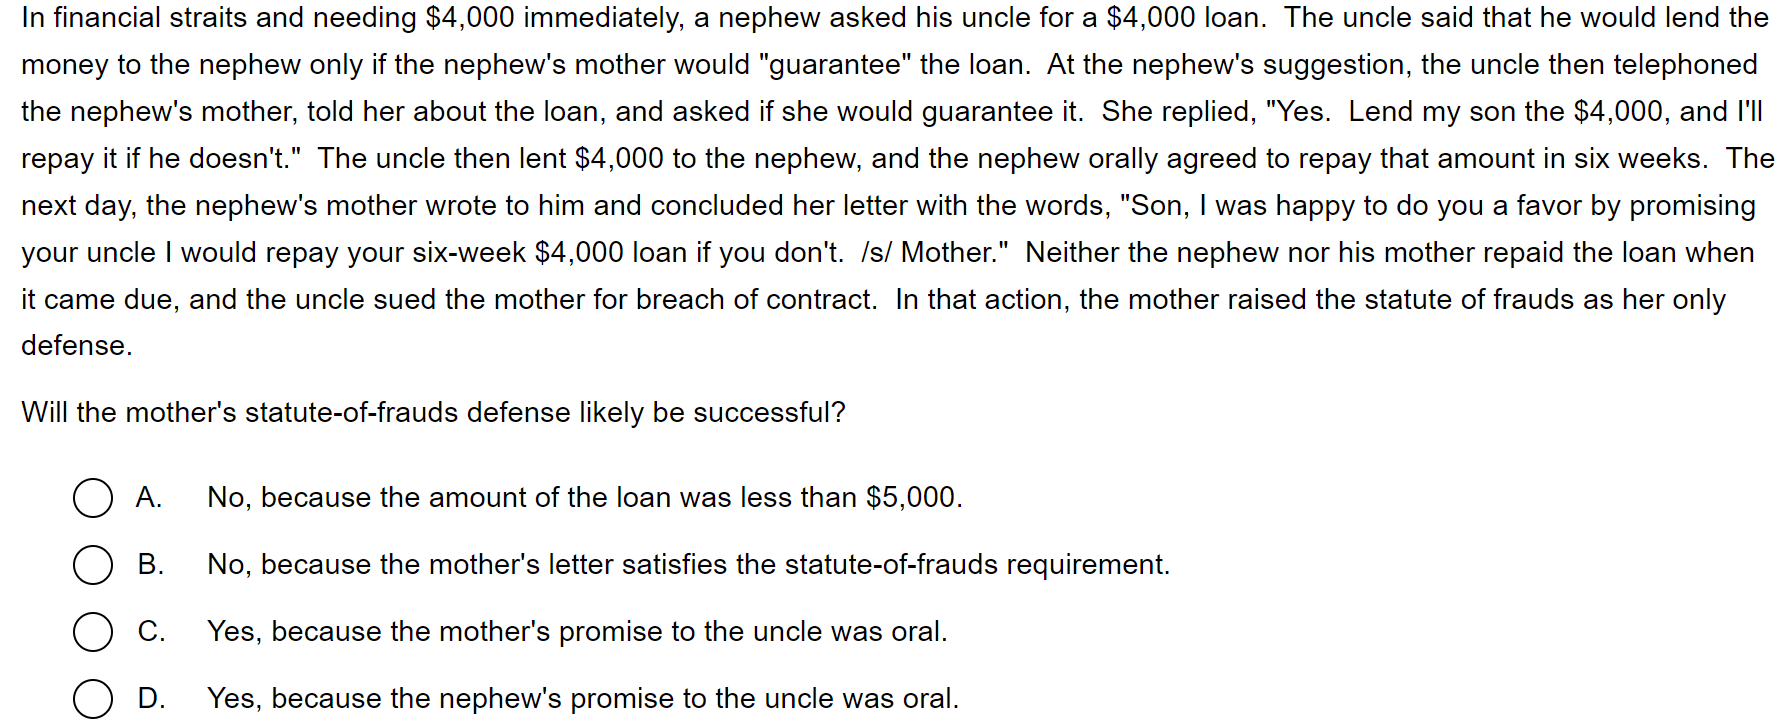 In financial straits and needing $4,000 immediately, a nephew asked his uncle for a $4,000 loan.  The uncle said that he would lend the
money to the nephew only if the nephew's mother would "guarantee" the loan.  At the nephew's suggestion, the uncle then telephoned
the nephew's mother, told her about the loan, and asked if she would guarantee it.  She replied, "Yes.  Lend my son the $4,000, and I'll
repay it if he doesn't."  The uncle then lent $4,000 to the nephew, and the nephew orally agreed to repay that amount in six weeks.  The
next day, the nephew's mother wrote to him and concluded her letter with the words, "Son, I was happy to do you a favor by promising
your uncle I would repay your six-week $4,000 loan if you don't.  /s/ Mother."  Neither the nephew nor his mother repaid the loan when
it came due, and the uncle sued the mother for breach of contract.  In that action, the mother raised the statute of frauds as her only
defense.
Will the mother's statute-of-frauds defense likely be successful?
A. No, because the amount of the loan was less than $5,000.
B. No, because the mother's letter satisfies the statute-of-frauds requirement.
C. Yes, because the mother's promise to the uncle was oral.
D. Yes, because the nephew's promise to the uncle was oral.